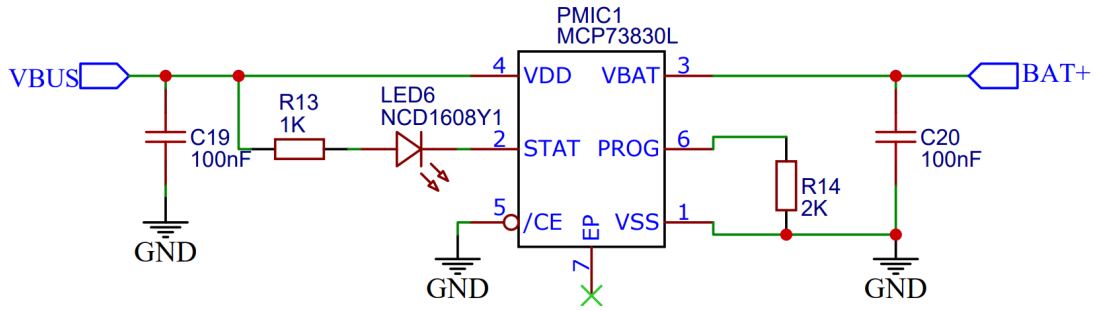 PMIC1
MCP73830L
VBUS
4
VDD
VBAT
3
BAT+
R13
1K
LED6
NCD1608Y1
C19
100nF
2
STAT
PROG
6
C20
100nF
R14
2K
5
/CE
EP
VSS
1
7
GND
GND
GND